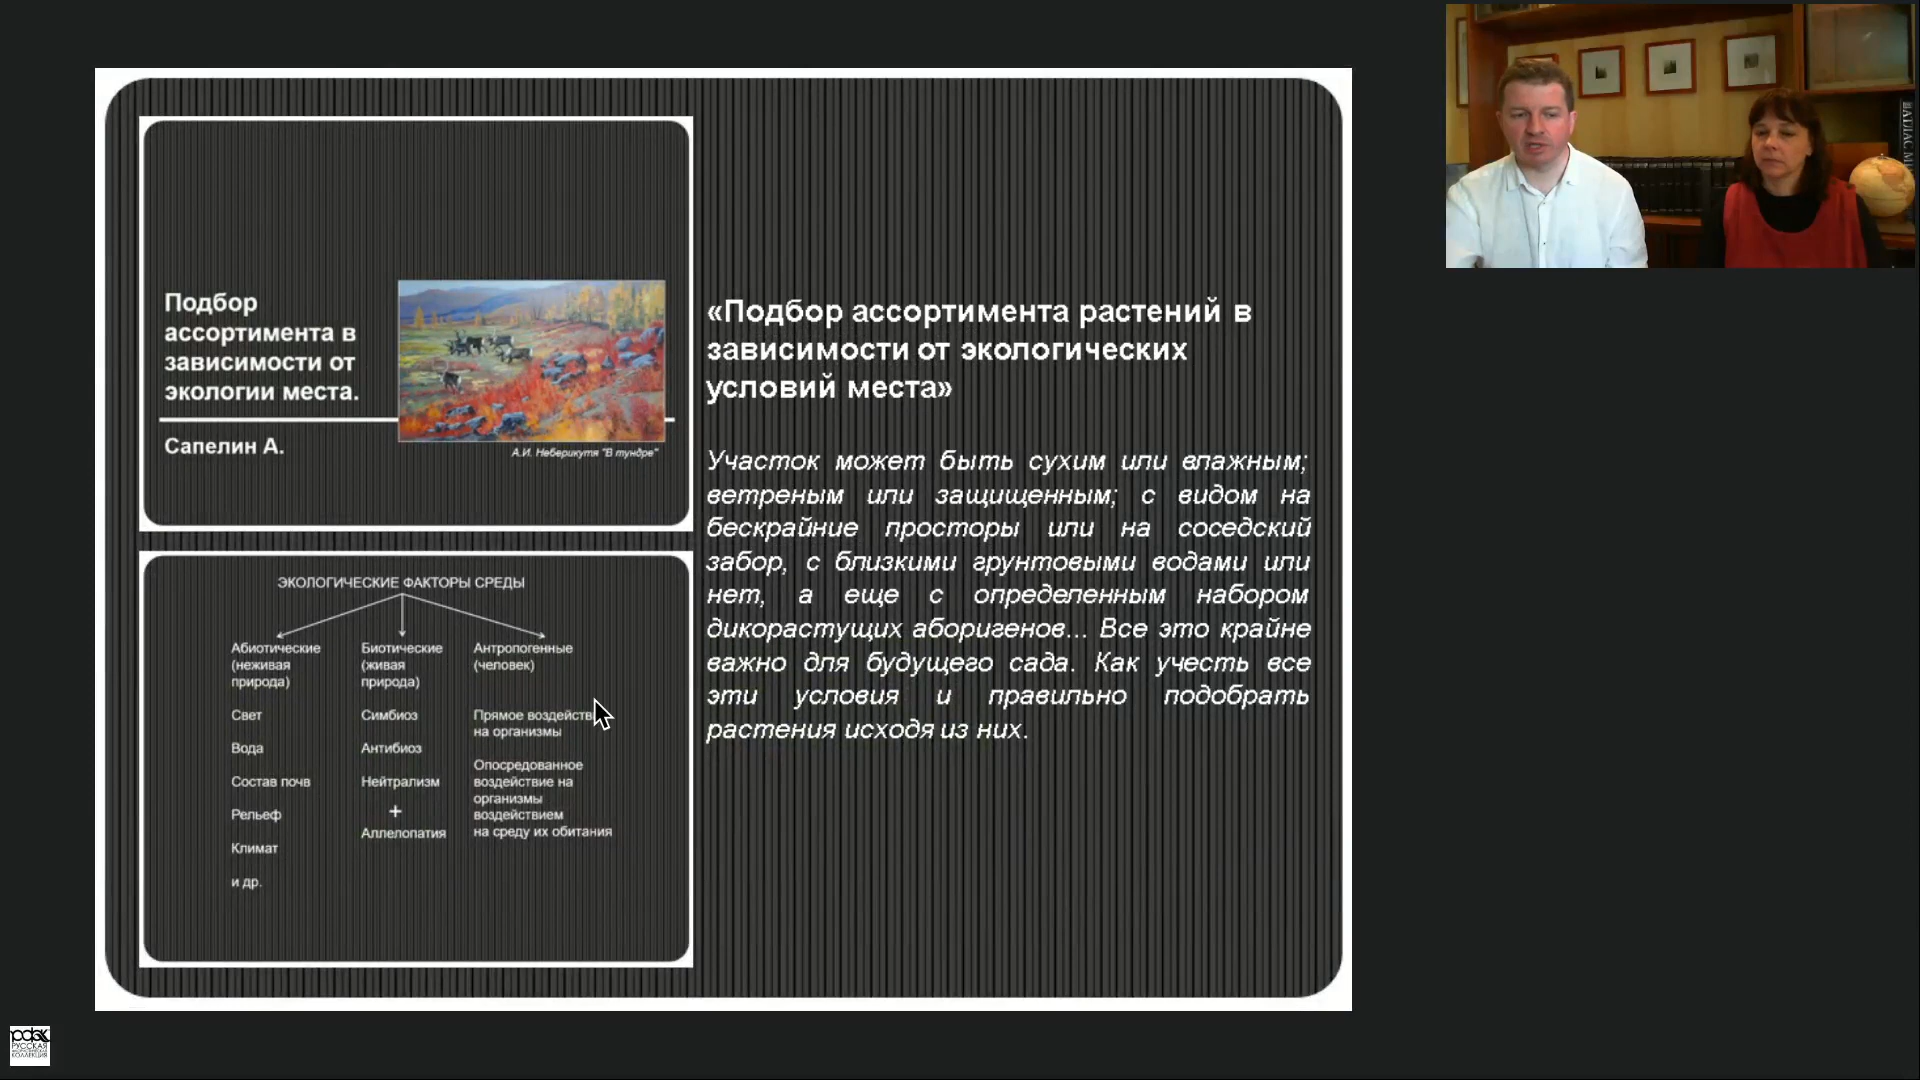 Подбор
ассортимента в
зависимости от
экологии места.
Сапелин А.
А.И. Неберикутя "В тундре"
ЭКОЛОГИЧЕСКИЕ ФАКТОРЫ СРЕДЫ
Абиотические
(неживая
природа)
Свет
Вода
Состав почв
Рельеф
Климат
и др.
Биотические
(живая
природа)
Симбиоз
Антибиоз
Нейтрализм
+
Аллелопатия
Антропогенные
(человек)
Прямое
на организмы
Опосредованное
воздействие на
организмы
воздействием
на среду их обитания
«Подбор ассортимента растений в
зависимости от экологических
условий места»
Участок может быть сухим или влажным;
ветреным или защищенным; с видом на
бескрайние просторы или на соседский
забор, с близкими грунтовыми водами или
нет, а еще с определенным набором
дикорастущих аборигенов... Все это крайне
важно для будущего сада. Как учесть все
эти условия и правильно подобрать
растения исходя из них.
РУССКАЯ
КОЛЛЕКЦИЯ